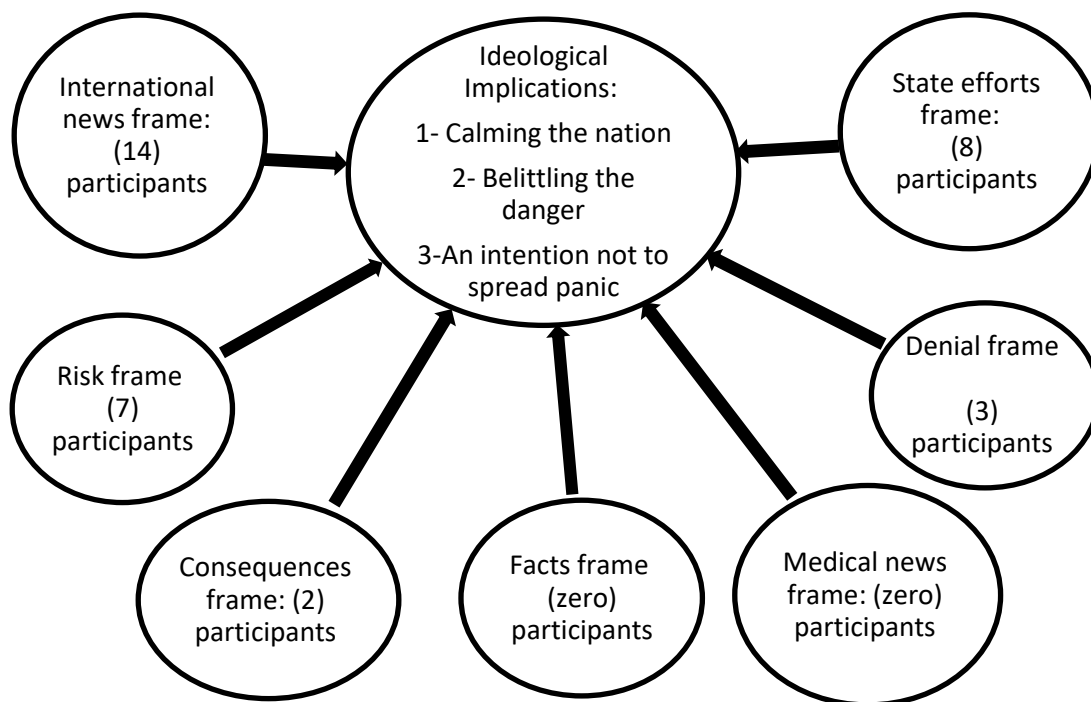 International
news frame:
(14)
participants
Ideological
Implications:
1- Calming the nation
2- Belittling the
danger
3-An intention not to
spread panic
State efforts
frame:
(8)
participants
Risk frame
(7)
participants
Denial frame
(3)
participants
Consequences
frame: (2)
participants
Facts frame
(zero)
participants
Medical news
frame: (zero)
participants